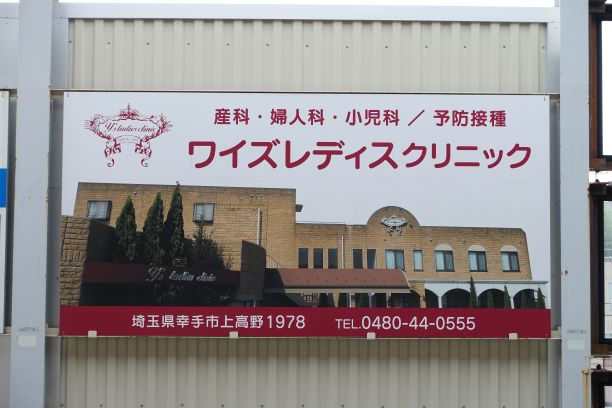 Y's ladies clinic
産科・婦人科・小児科 ／ 予防接種
ワイズレディスクリニック
Y's ladies clinic
埼玉県幸手市上高野1978 TEL.0480-44-0555